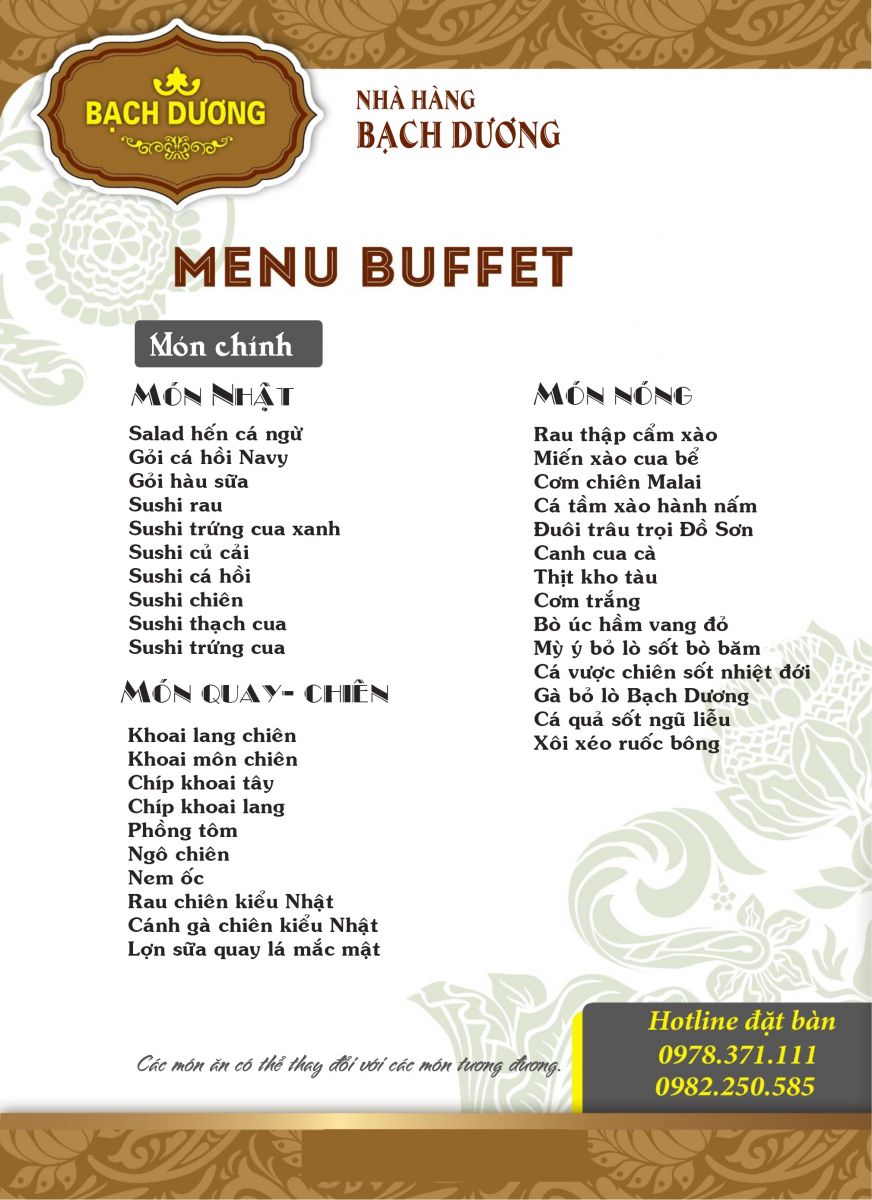 BẠCH DƯƠNG
NHÀ HÀNG
BẠCH DƯƠNG
MENU BUFFET
Món chính
MÓN NHẬT
Salad hến cá ngừ
Gỏi cá hồi Navy
Gỏi hàu sữa
Sushi rau
Sushi trứng cua xanh
Sushi củ cải
Sushi cá hồi
Sushi chiên
Sushi thạch cua
Sushi trứng cua
MÓN QUAY- CHIÊN
Khoai lang chiên
Khoai môn chiên
Chíp khoai tây
Chíp khoai lang
Phồng tôm
Ngô chiên
Nem ốc
Rau chiên kiểu Nhật
Cánh gà chiên kiểu Nhật
Lợn sữa quay lá mắc mật
MÓN NÓNG
Rau thập cẩm xào
Miến xào cua bể
Cơm chiên Malai
Cá tầm xào hành nấm
Đuôi trâu trọi Đồ Sơn
Canh cua cà
Thịt kho tàu
Cơm trắng
Bò úc hầm vang đỏ
Mỳ ý bỏ lò sốt bò băm
Cá vược chiên sốt nhiệt đới
Gà bỏ lò Bạch Dương
Cá quả sốt ngũ liễu
Xôi xéo ruốc bông
Các món ăn có thể thay đổi với các món tương đương.
Hotline đặt bàn
0978.371.111
0982.250.585